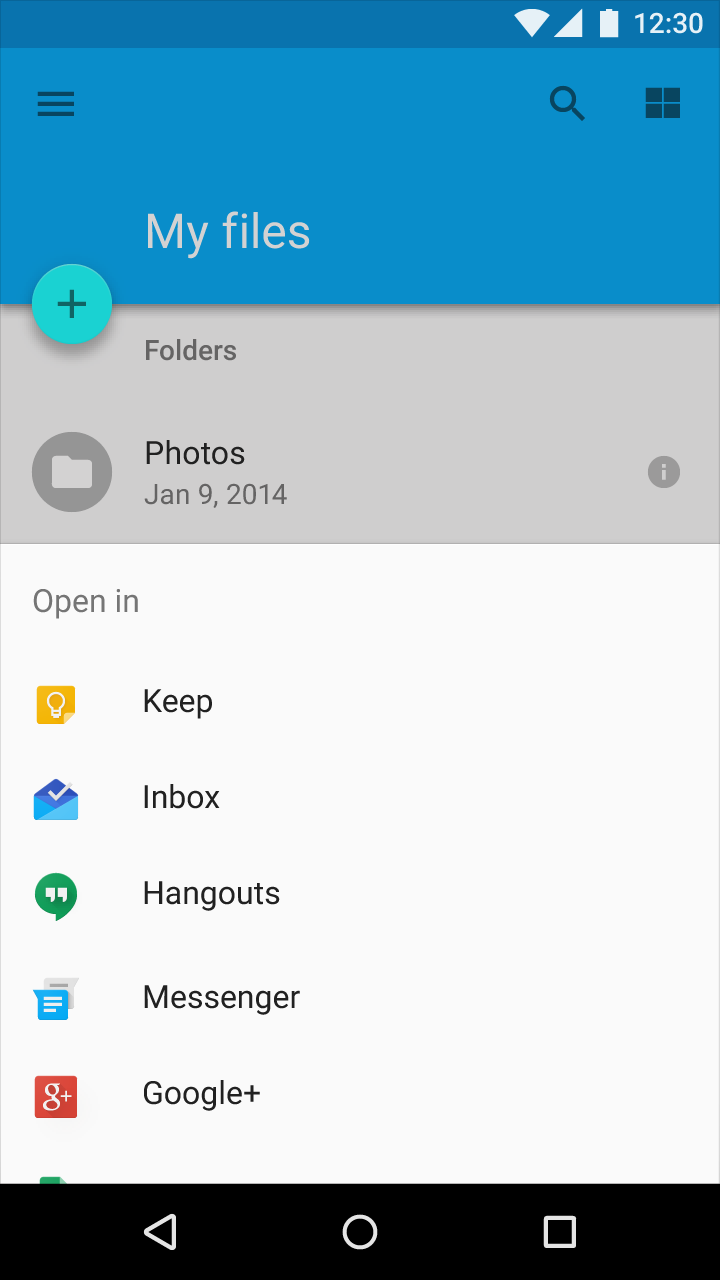 12:30
My files
Folders
Photos
Jan 9, 2014
Open in
Keep
Inbox
Hangouts
Messenger
g+ Google+